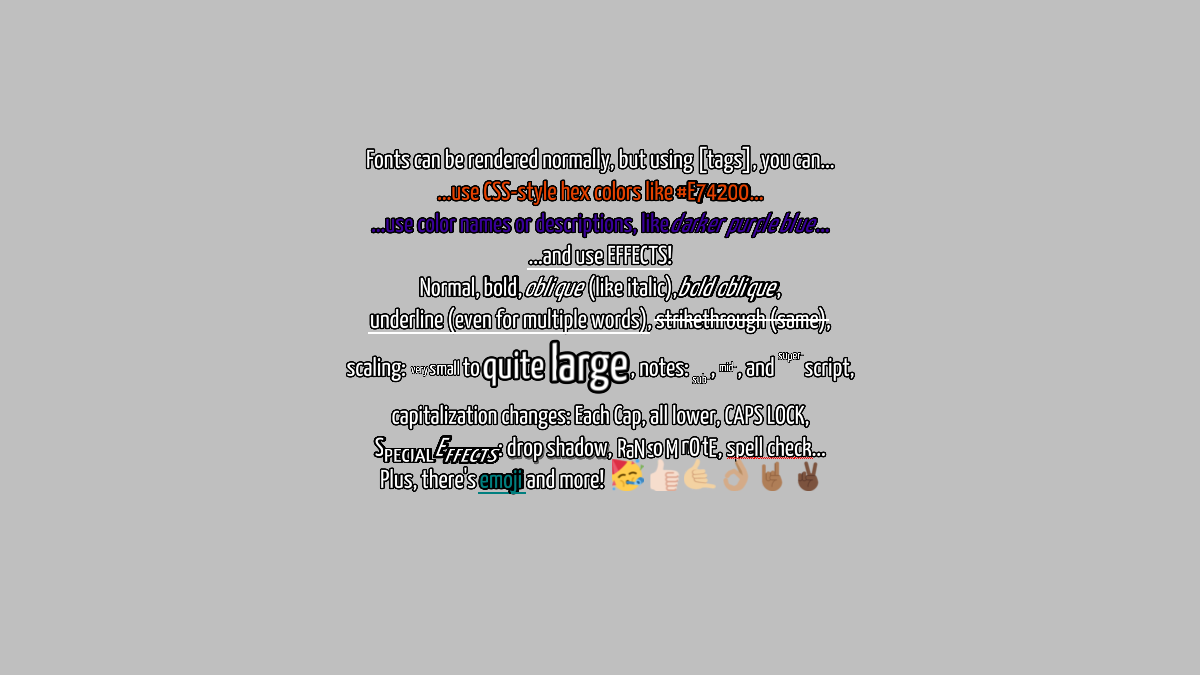 Fonts can be rendered normally, but using [tags], you can...
...use CSS-style hex colors like #E74200...
...use color names or descriptions, like darker purple blue...
...and use EFFECTS!
Normal, bold, oblique (like italic), bold oblique,
underline (even for multiple words), strikethrough (same),
scaling: very small to quite large, notes: sub-, mid-, and super- script,
capitalization changes: Each Cap, all lower, CAPS LOCK,
SPECIAL EFFECTS: drop shadow, RaNsoM nOtE, spell check...
Plus, there's emoji and more! 🥳👍🏻🤙🏼👌🏽🤘🏾✌🏿